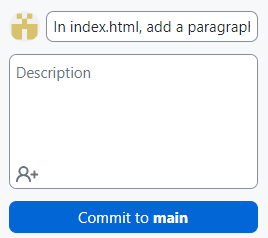 In index.html, add a paragrapl
Description
Commit to main